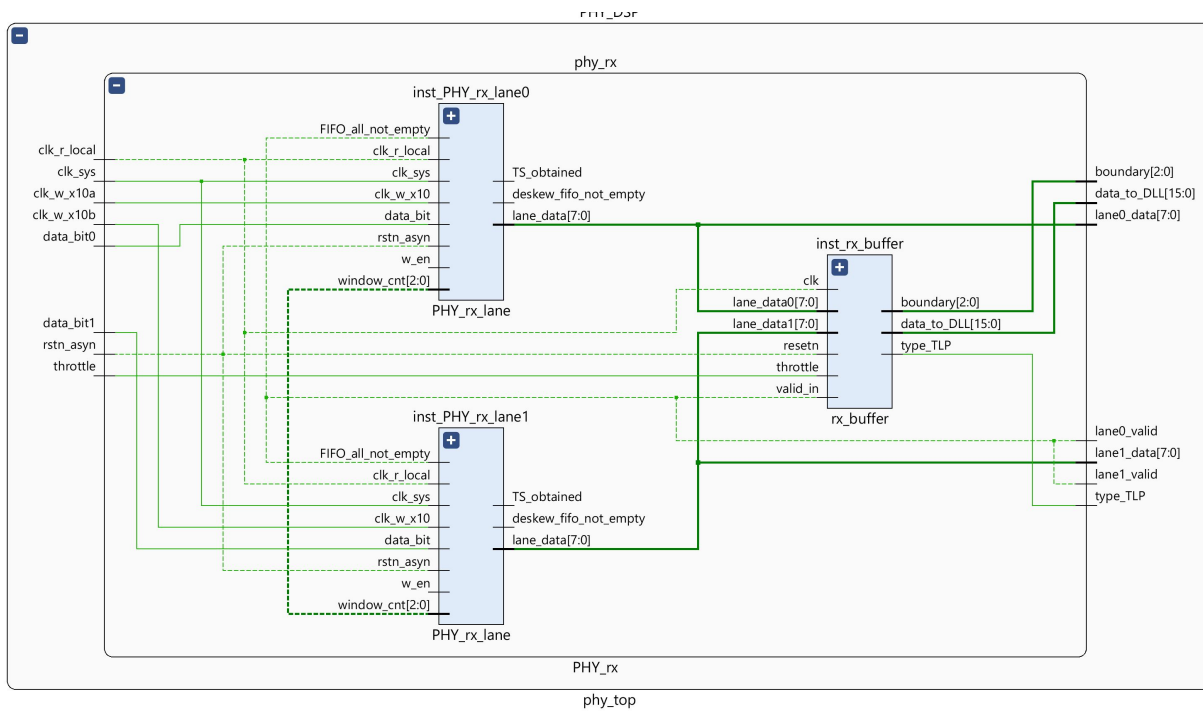 PHY_DSP
phy_rx
inst_PHY_rx_lane0
FIFO_all_not_empty
clk_r_local
clk_sys
clk_w_x10
data_bit
rstn_asyn
w_en
window_cnt[2:0]
TS_obtained
deskew_fifo_not_empty
lane_data[7:0]
PHY_rx_lane
clk_r_local
clk_sys
clk_w_x10a
clk_w_x10b
data_bit0
data_bit1
rstn_asyn
throttle
inst_rx_buffer
clk
lane_data0[7:0]
lane_data1[7:0]
resetn
throttle
valid_in
boundary[2:0]
data_to_DLL[15:0]
type_TLP
rx_buffer
boundary[2:0]
data_to_DLL[15:0]
lane0_data[7:0]
lane0_valid
lane1_data[7:0]
lane1_valid
type_TLP
inst_PHY_rx_lane1
FIFO_all_not_empty
clk_r_local
clk_sys
clk_w_x10
data_bit
rstn_asyn
w_en
window_cnt[2:0]
TS_obtained
deskew_fifo_not_empty
lane_data[7:0]
PHY_rx_lane
PHY_rx
phy_top